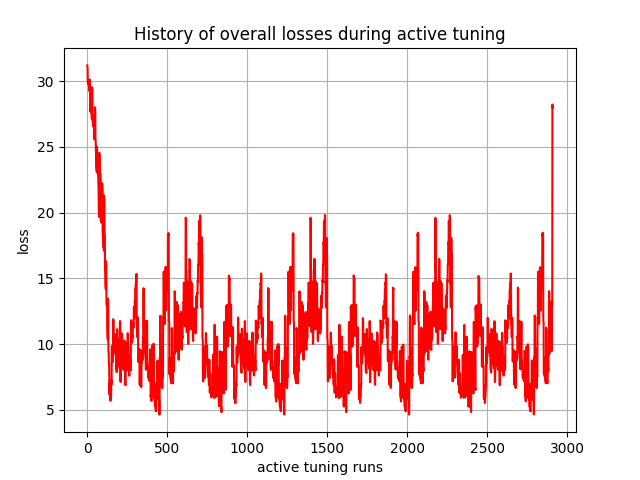 History of overall losses during active tuning
30
25
20
15
10
5
loss
0 500 1000 1500 2000 2500 3000
active tuning runs